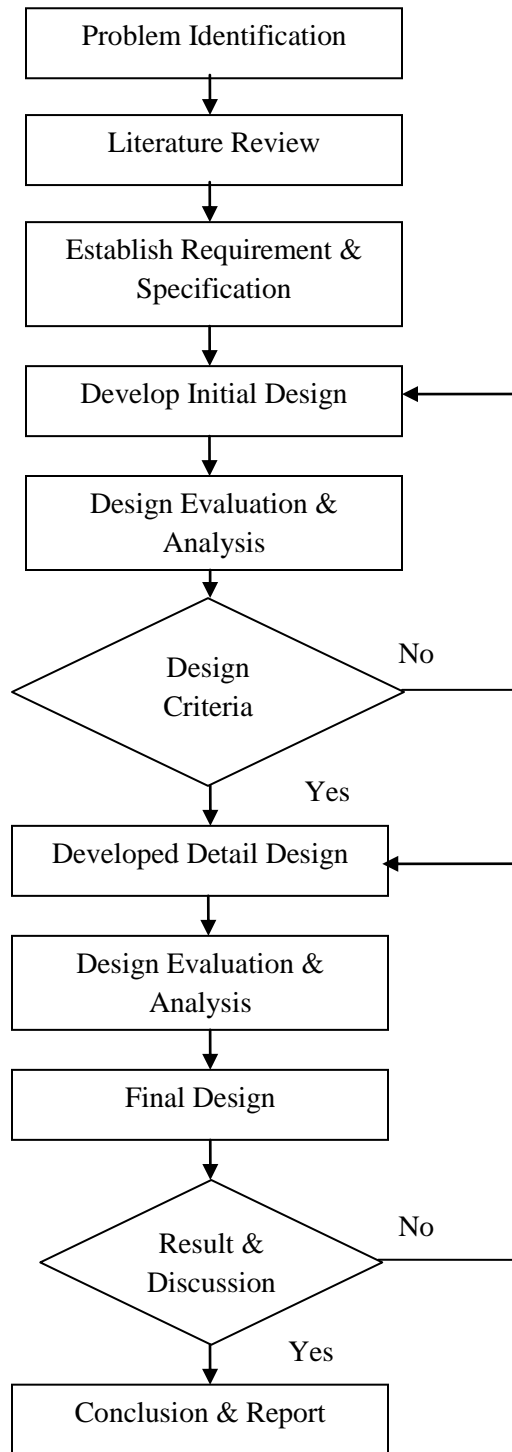 Problem Identification
Literature Review
Establish Requirement &
Specification
Develop Initial Design
Design Evaluation &
Analysis
Design
Criteria
No
Yes
Developed Detail Design
Design Evaluation &
Analysis
Final Design
Result &
Discussion
No
Yes
Conclusion & Report